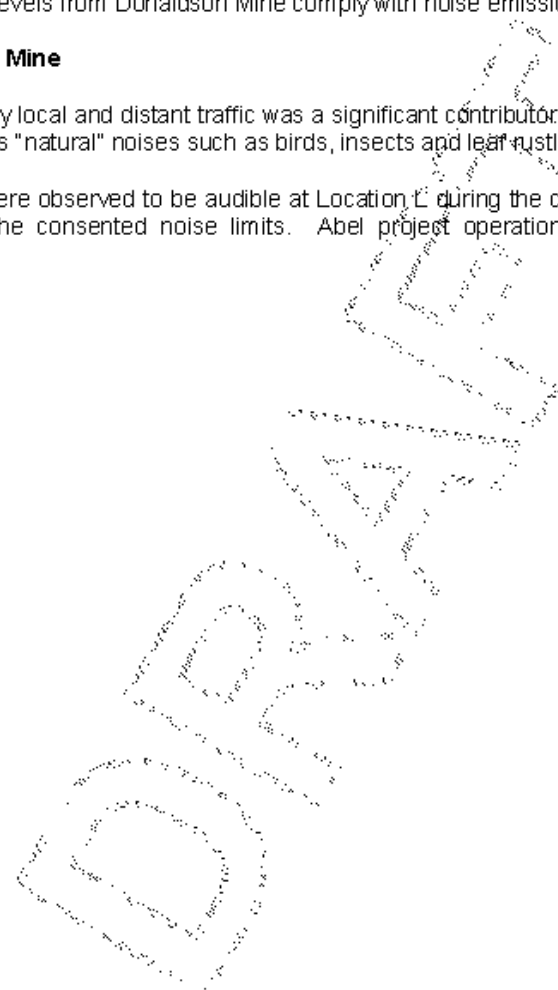 evels from Donaldson Mine comply with noise emissi
Mine
y local and distant traffic was a significant contributor.
s "natural" noises such as birds, insects and leaf rustl
ere observed to be audible at Location L during the
he consented noise limits. Abel project operation
DRAFT